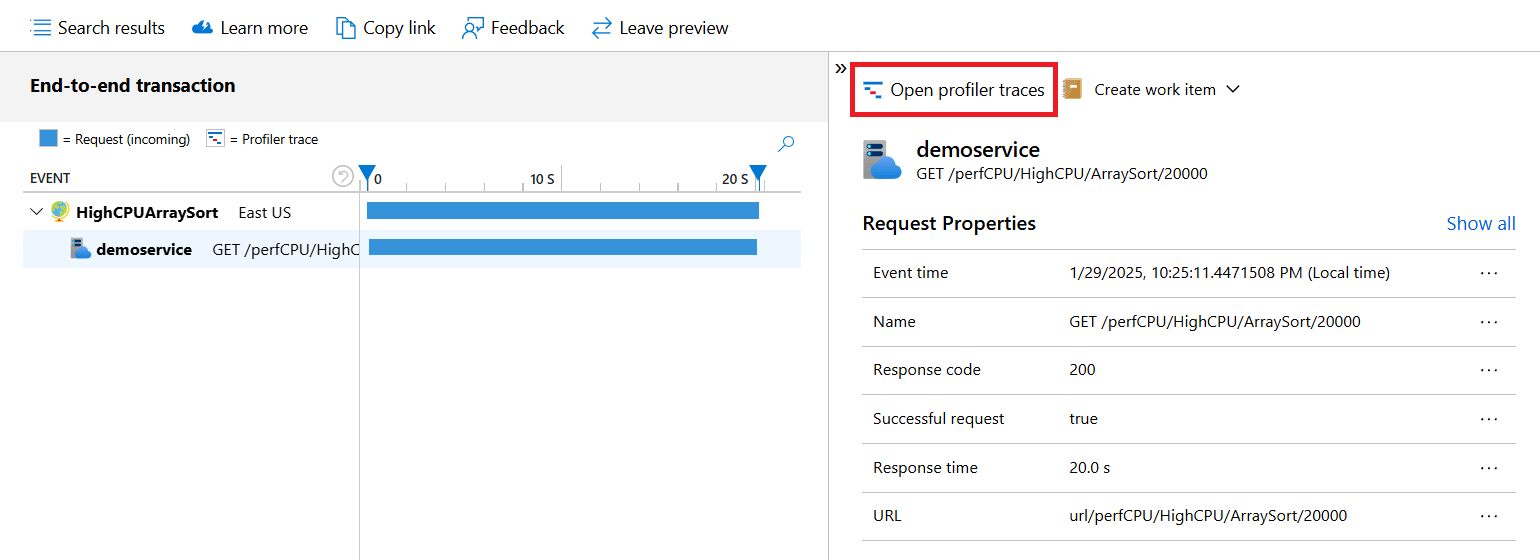 Search results Learn more Copy link Feedback Leave preview
End-to-end transaction
= Request (incoming) = Profiler trace
EVENT 0 10 S 20 S
HighCPUArraySort East US
demoservice GET /perfCPU/HighC
» Open profiler traces Create work item
demoservice
GET /perfCPU/HighCPU/ArraySort/20000
Request Properties Show all
Event time 1/29/2025, 10:25:11.4471508 PM (Local time) ...
Name GET /perfCPU/HighCPU/ArraySort/20000 ...
Response code 200 ...
Successful request true ...
Response time 20.0 s ...
URL url/perfCPU/HighCPU/ArraySort/20000 ...